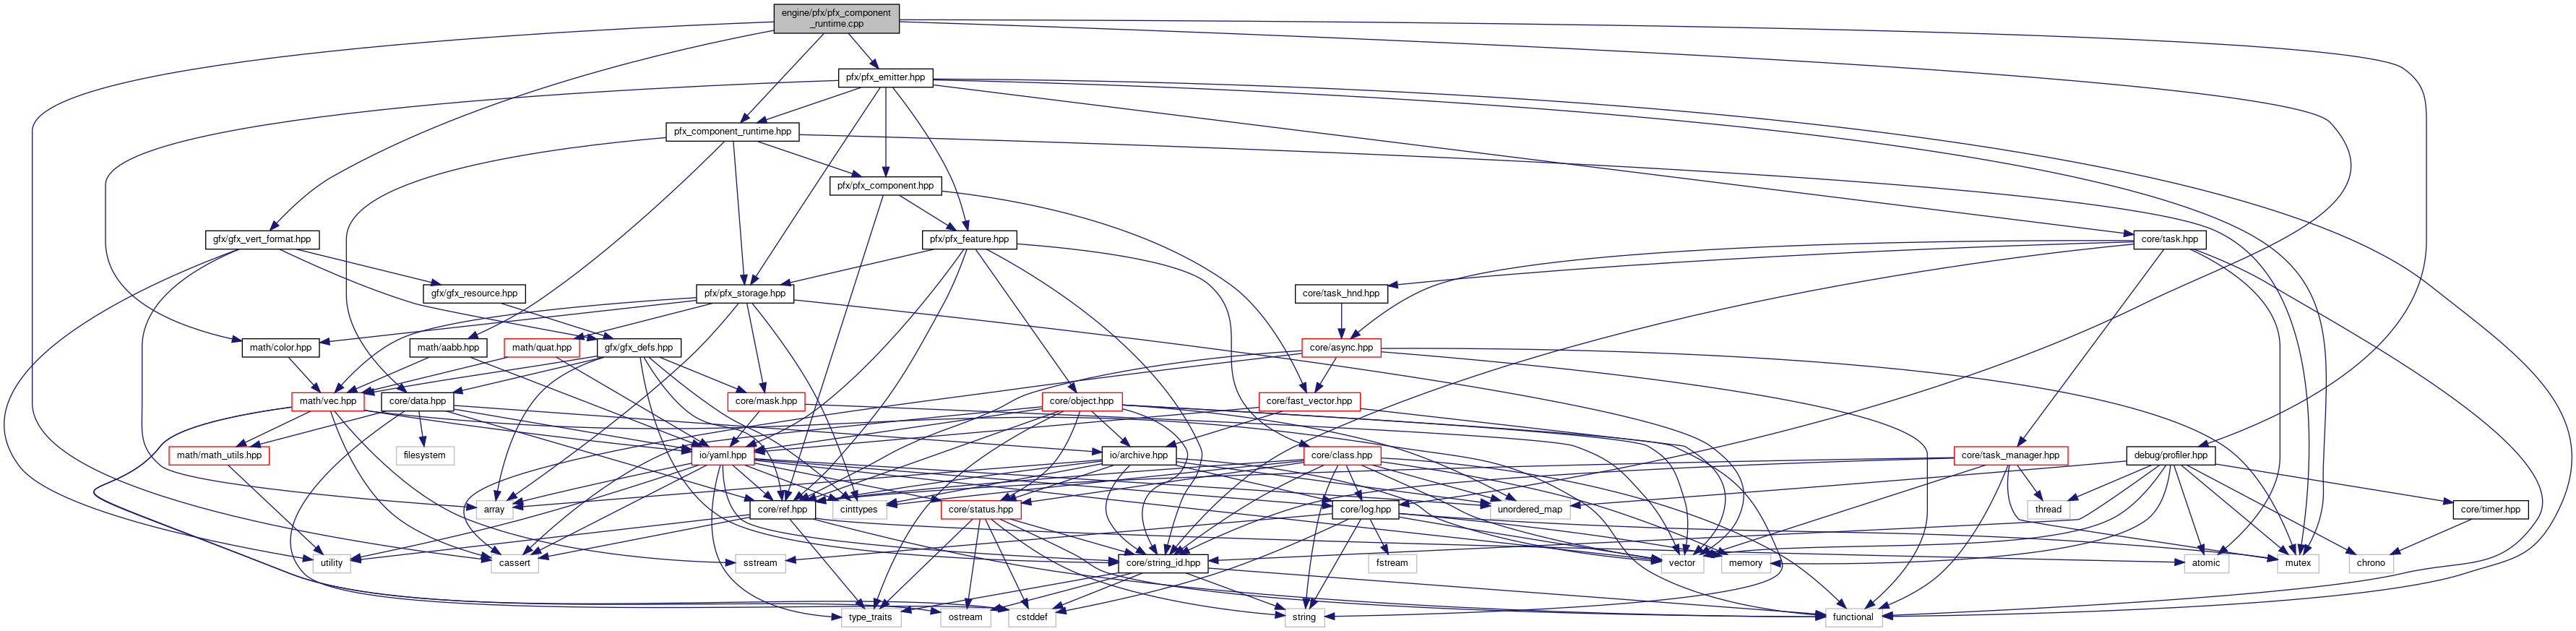 engine/pfx/pfx_component
_runtime.cpp
pfx/pfx_emitter.hpp
pfx_component_runtime.hpp
pfx/pfx_component.hpp
gfx/gfx_vert_format.hpp
pfx/pfx_feature.hpp
core/task.hpp
gfx/gfx_resource.hpp
pfx/pfx_storage.hpp
core/task_hnd.hpp
math/color.hpp
math/aabb.hpp
math/quat.hpp
gfx/gfx_defs.hpp
core/async.hpp
math/vec.hpp
core/data.hpp
core/mask.hpp
core/object.hpp
core/fast_vector.hpp
math/math_utils.hpp
filesystem
io/yaml.hpp
io/archive.hpp
core/class.hpp
core/task_manager.hpp
debug/profiler.hpp
array
core/ref.hpp
cinttypes
core/status.hpp
core/log.hpp
unordered_map
thread
core/timer.hpp
utility
cassert
sstream
core/string_id.hpp
fstream
vector
memory
atomic
mutex
chrono
type_traits
ostream
cstddef
string
functional